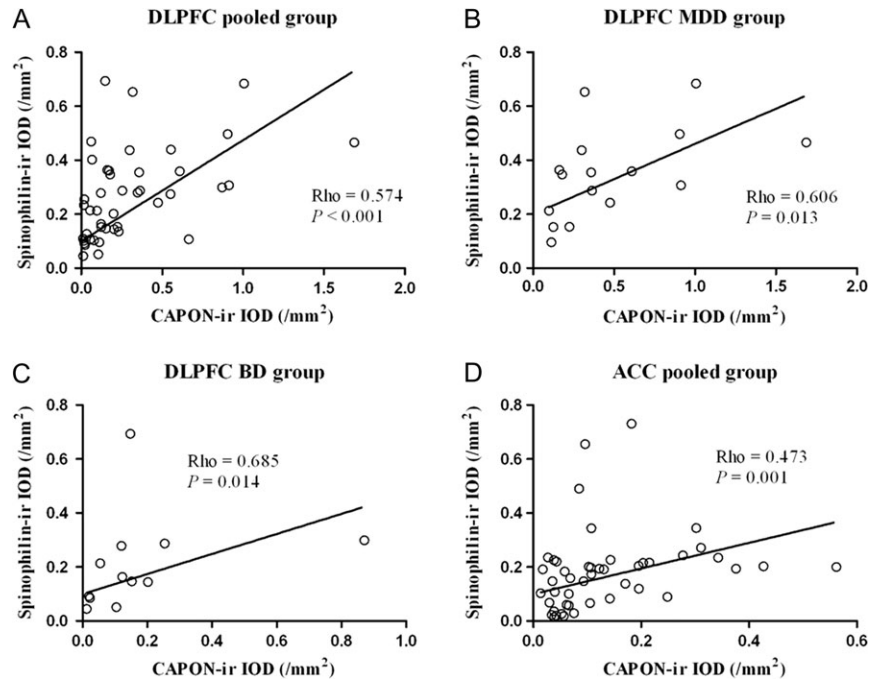 A
DLPFC pooled group
Spinophilin-ir IOD (/mm²)
0.8
0.6
0.4
0.2
0.0
Rho = 0.574
P < 0.001
0.0 0.5 1.0 1.5 2.0
CAPON-ir IOD (/mm²)
B
DLPFC MDD group
Spinophilin-ir IOD (/mm²)
0.8
0.6
0.4
0.2
0.0
Rho = 0.606
P = 0.013
0.0 0.5 1.0 1.5 2.0
CAPON-ir IOD (/mm²)
C
DLPFC BD group
Spinophilin-ir IOD (/mm²)
0.8
0.6
0.4
0.2
0.0
Rho = 0.685
P = 0.014
0.0 0.2 0.4 0.6 0.8 1.0
CAPON-ir IOD (/mm²)
D
ACC pooled group
Spinophilin-ir IOD (/mm²)
0.8
0.6
0.4
0.2
0.0
Rho = 0.473
P = 0.001
0.0 0.2 0.4 0.6
CAPON-ir IOD (/mm²)